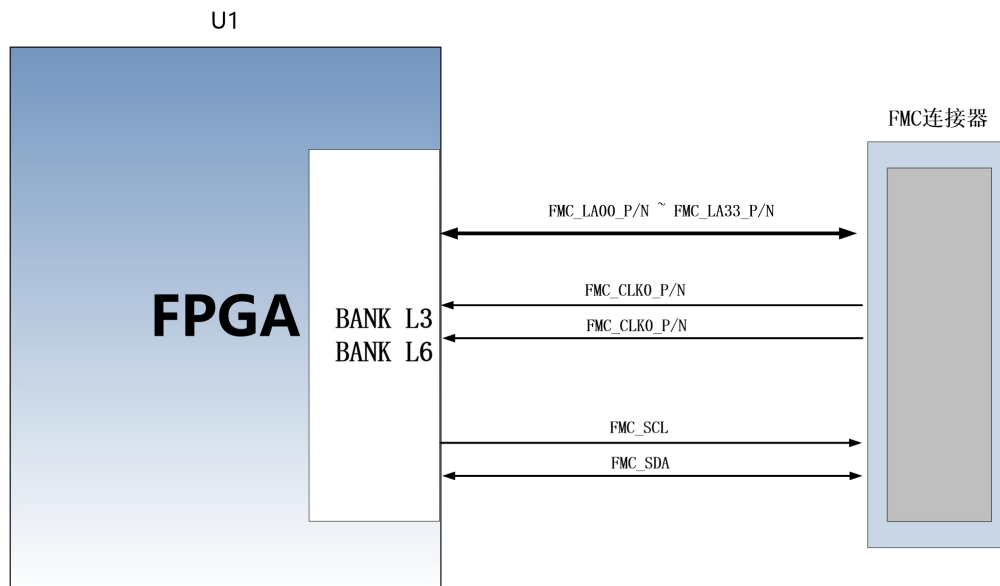 U1
FMC连接器
FMC_LA00_P/N ~ FMC_LA33_P/N
FMC_CLK0_P/N
FPGA
BANK L3
FMC_CLK0_P/N
BANK L6
FMC_SCL
FMC_SDA